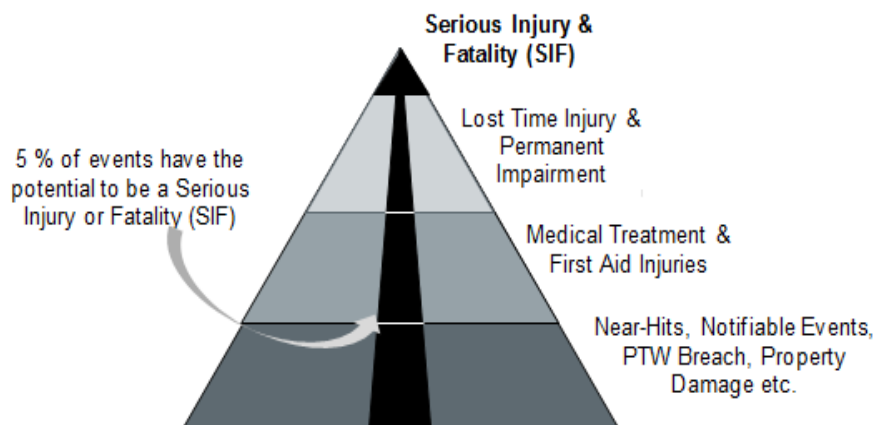 Serious Injury &
Fatality (SIF)
Lost Time Injury &
Permanent
Impairment
5 % of events have the
potential to be a Serious
Injury or Fatality (SIF)
Medical Treatment &
First Aid Injuries
Near-Hits, Notifiable Events,
PTW Breach, Property
Damage etc.